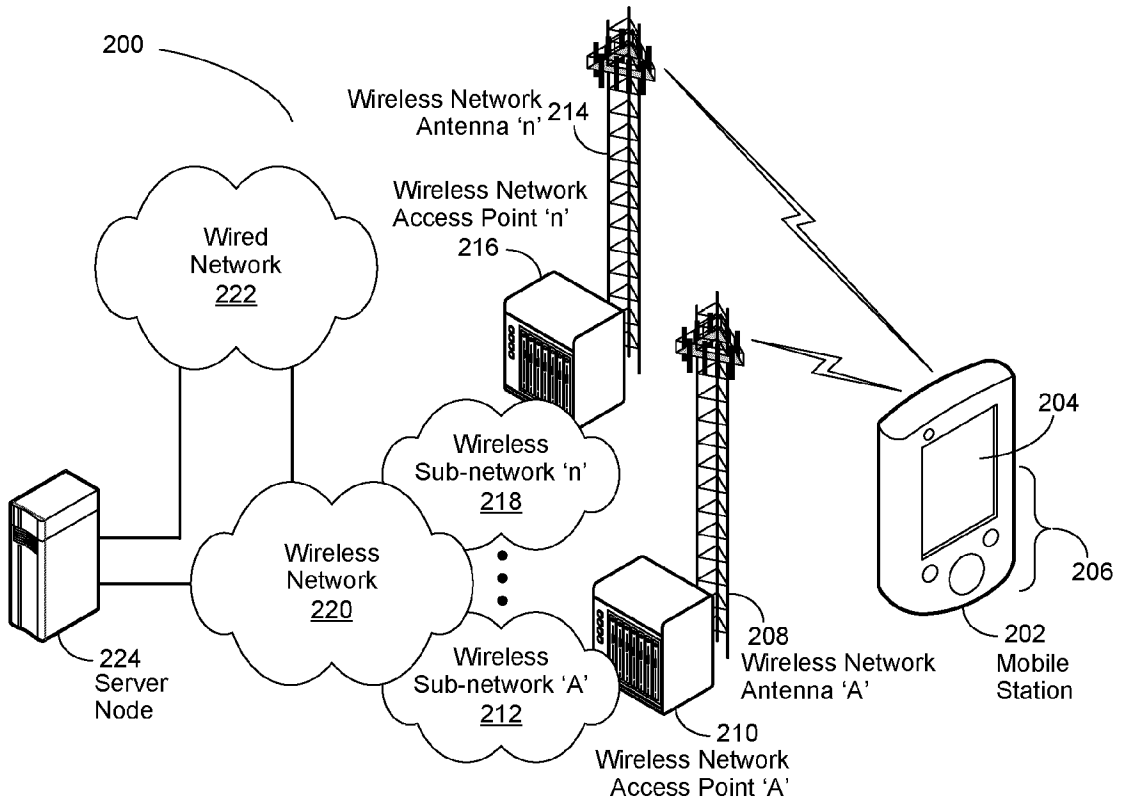 200
Wireless Network
Antenna ‘n’
214
Wireless Network
Access Point ‘n’
216
Wired
Network
222
204
Wireless
Sub-network ‘n’
218
206
Wireless
Network
220
224
Server
Node
Wireless
Sub-network ‘A’
212
208
Wireless Network
Antenna ‘A’
202
Mobile
Station
210
Wireless Network
Access Point ‘A’